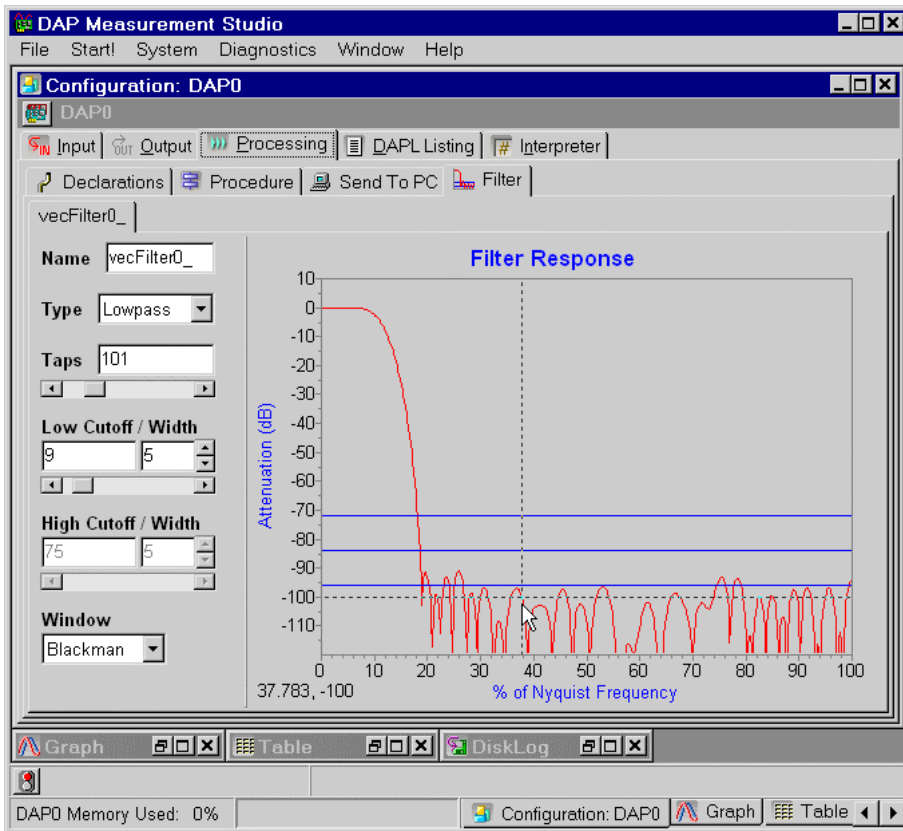 DAP Measurement Studio
File Start! System Diagnostics Window Help
Configuration: DAP0
DAP0
IN Input OUT Output Processing DAPL Listing Interpreter
Declarations Procedure Send To PC Filter
vecFilter0_
Name vecFilter0_
Type Lowpass
Taps 101
Low Cutoff / Width
9 5
High Cutoff / Width
75 5
Window
Blackman
Filter Response
10
0
-10
-20
-30
-40
-50
-60
-70
-80
-90
-100
-110
Attenuation (dB)
0 10 20 30 40 50 60 70 80 90 100
37.783, -100
% of Nyquist Frequency
Graph Table DiskLog
DAP0 Memory Used: 0% Configuration: DAP0 Graph Table